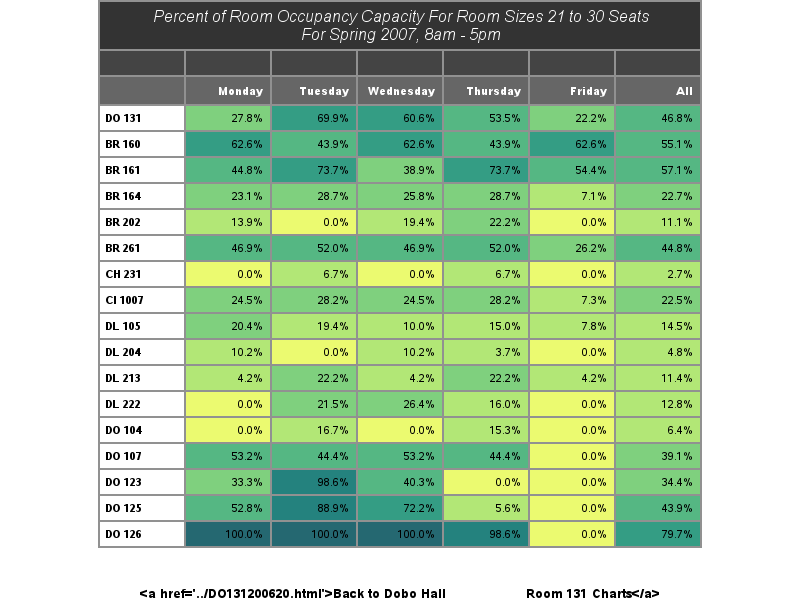 Percent of Room Occupancy Capacity For Room Sizes 21 to 30 Seats
For Spring 2007, 8am - 5pm
Monday Tuesday Wednesday Thursday Friday All
DO 131 27.8% 69.9% 60.6% 53.5% 22.2% 46.8%
BR 160 62.6% 43.9% 62.6% 43.9% 62.6% 55.1%
BR 161 44.8% 73.7% 38.9% 73.7% 54.4% 57.1%
BR 164 23.1% 28.7% 25.8% 28.7% 7.1% 22.7%
BR 202 13.9% 0.0% 19.4% 22.2% 0.0% 11.1%
BR 261 46.9% 52.0% 46.9% 52.0% 26.2% 44.8%
CH 231 0.0% 6.7% 0.0% 6.7% 0.0% 2.7%
CI 1007 24.5% 28.2% 24.5% 28.2% 7.3% 22.5%
DL 105 20.4% 19.4% 10.0% 15.0% 7.8% 14.5%
DL 204 10.2% 0.0% 10.2% 3.7% 0.0% 4.8%
DL 213 4.2% 22.2% 4.2% 22.2% 4.2% 11.4%
DL 222 0.0% 21.5% 26.4% 16.0% 0.0% 12.8%
DO 104 0.0% 16.7% 0.0% 15.3% 0.0% 6.4%
DO 107 53.2% 44.4% 53.2% 44.4% 0.0% 39.1%
DO 123 33.3% 98.6% 40.3% 0.0% 0.0% 34.4%
DO 125 52.8% 88.9% 72.2% 5.6% 0.0% 43.9%
DO 126 100.0% 100.0% 100.0% 98.6% 0.0% 79.7%
<a href='../DO131200620.html'>Back to Dobo Hall Room 131 Charts</a>